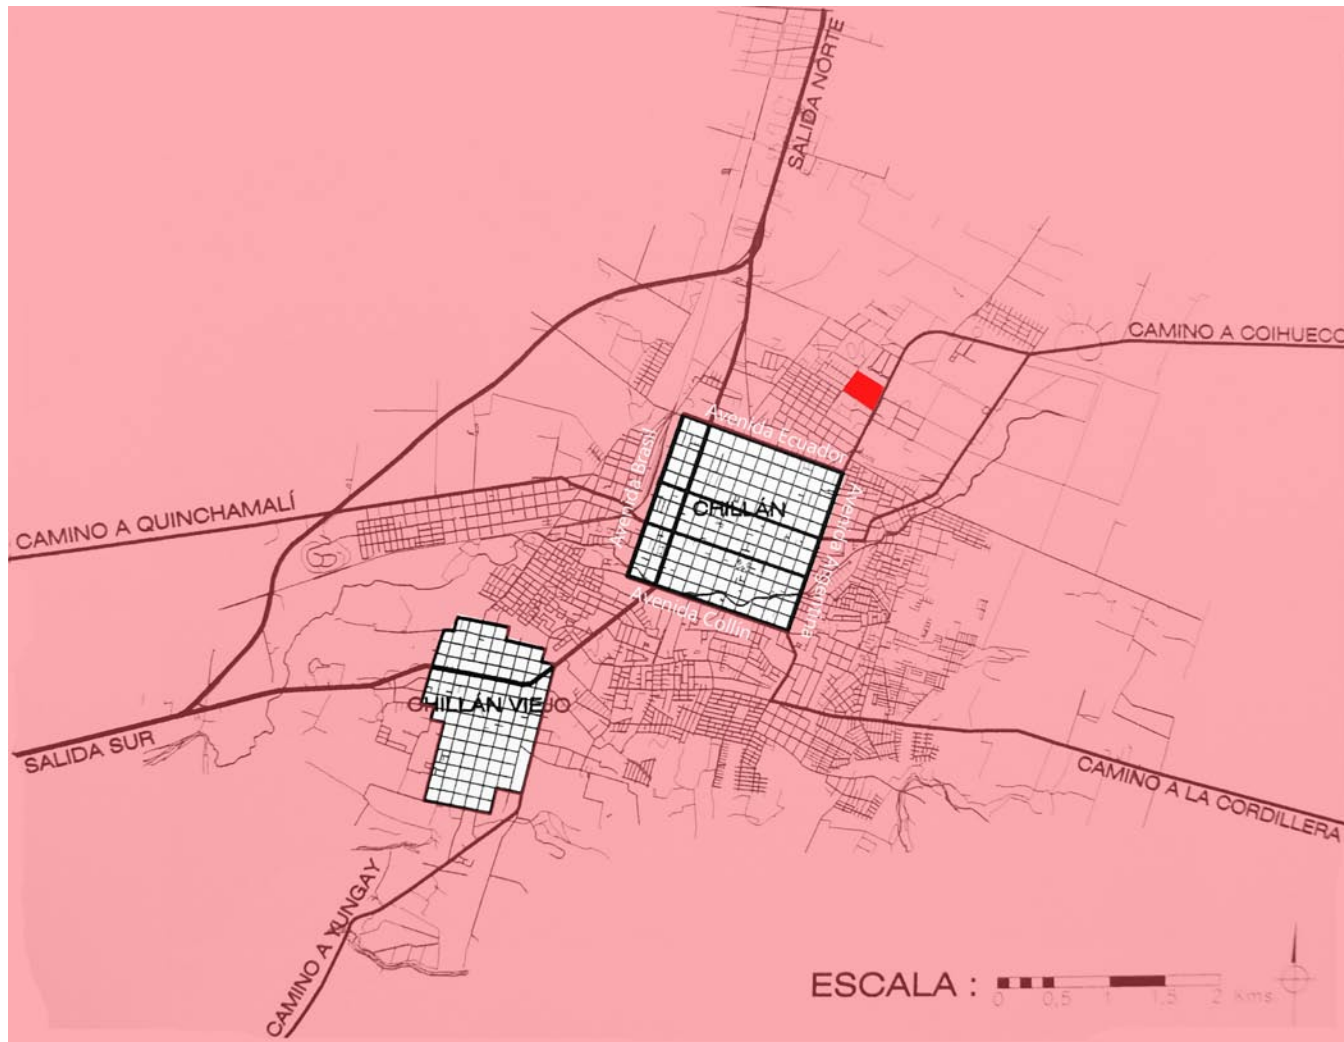 SALIDA NORTE
CAMINO A COIHUECO
Avenida Ecuador
Avenida Brasil
CHILLÁN
CAMINO A QUINCHAMALÍ
Avenida Argentina
Avenida Collin
CHILLÁN VIEJO
SALIDA SUR
CAMINO A LA CORDILLERA
CAMINO A YUNGAY
ESCALA :
0 0,5 1 1,5 2 Kms.